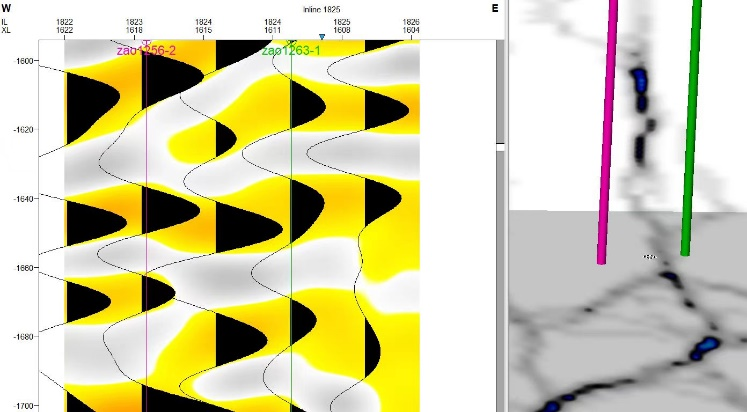 W
Inline 1825
E
IL 1822 1823 1824 1824 1825 1826
XL 1622 1618 1615 1611 1608 1604
zao1256-2 zao1263-1
-1600
-1620
-1640
-1660
-1680
-1700